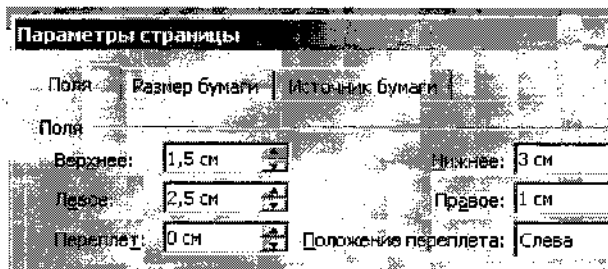 Параметры страницы
Поля Размер бумаги Источник бумаги
Поля
Верхнее: 1,5 см Нижнее: 3 см
Левое: 2,5 см Правое: 1 см
Переплет: 0 см Положение переплета: Слева